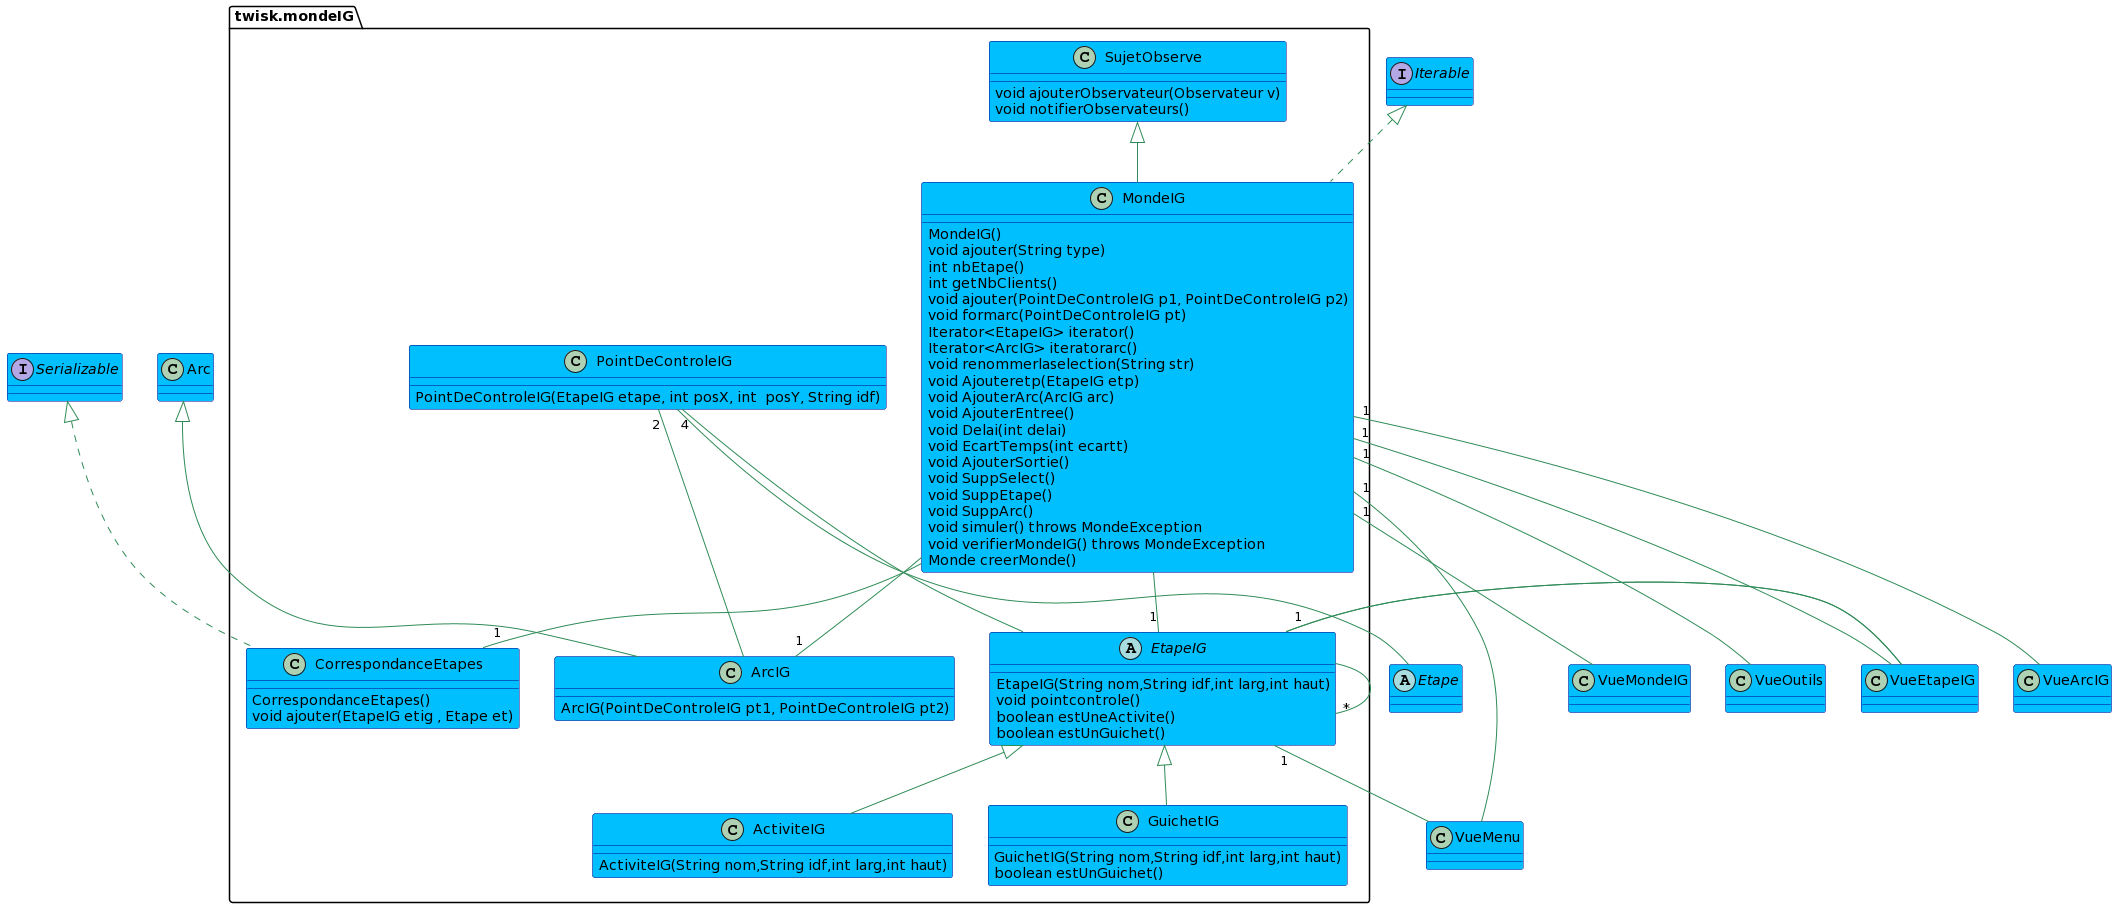 twisk.mondeIG
C SujetObserve
void ajouterObservateur(Observateur v)
void notifierObservateurs()
I Iterable
C MondeIG
MondeIG()
void ajouter(String type)
int nbEtape()
int getNbClients()
void ajouter(PointDeControleIG p1, PointDeControleIG p2)
void formarc(PointDeControleIG pt)
Iterator<EtapeIG> iterator()
Iterator<ArcIG> iteratorarc()
void renommerlaselection(String str)
void Ajouteretp(EtapeIG etp)
void AjouterArc(ArcIG arc)
void AjouterEntree()
void Delai(int delai)
void EcartTemps(int ecartt)
void AjouterSortie()
void SuppSelect()
void SuppEtape()
void SuppArc()
void simuler() throws MondeException
void verifierMondeIG() throws MondeException
Monde creerMonde()
I Serializable
C Arc
C PointDeControleIG
PointDeControleIG(EtapeIG etape, int posX, int  posY, String idf)
2
4
1
1
1
1
1
1
1
1
1
C CorrespondanceEtapes
CorrespondanceEtapes()
void ajouter(EtapeIG etig , Etape et)
C ArcIG
ArcIG(PointDeControleIG pt1, PointDeControleIG pt2)
A EtapeIG
EtapeIG(String nom,String idf,int larg,int haut)
void pointcontrole()
boolean estUneActivite()
boolean estUnGuichet()
*
A Etape
C VueMondeIG
C VueOutils
C VueEtapeIG
C VueArcIG
1
C ActiviteIG
ActiviteIG(String nom,String idf,int larg,int haut)
C GuichetIG
GuichetIG(String nom,String idf,int larg,int haut)
boolean estUnGuichet()
C VueMenu